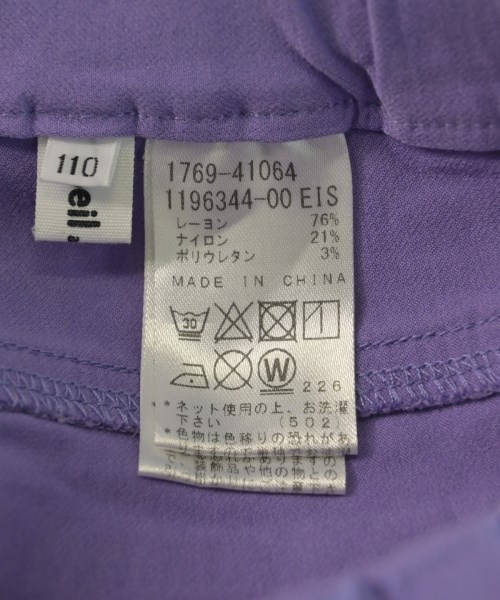 110
eil
a
1769-41064
1196344-00 EIS
レーヨン 76%
ナイロン 21%
ポリウレタン 3%
MADE IN CHINA
30
W
226
*ネット使用の上、お洗濯
下さい (502)
*色物は色移りの恐れがあ